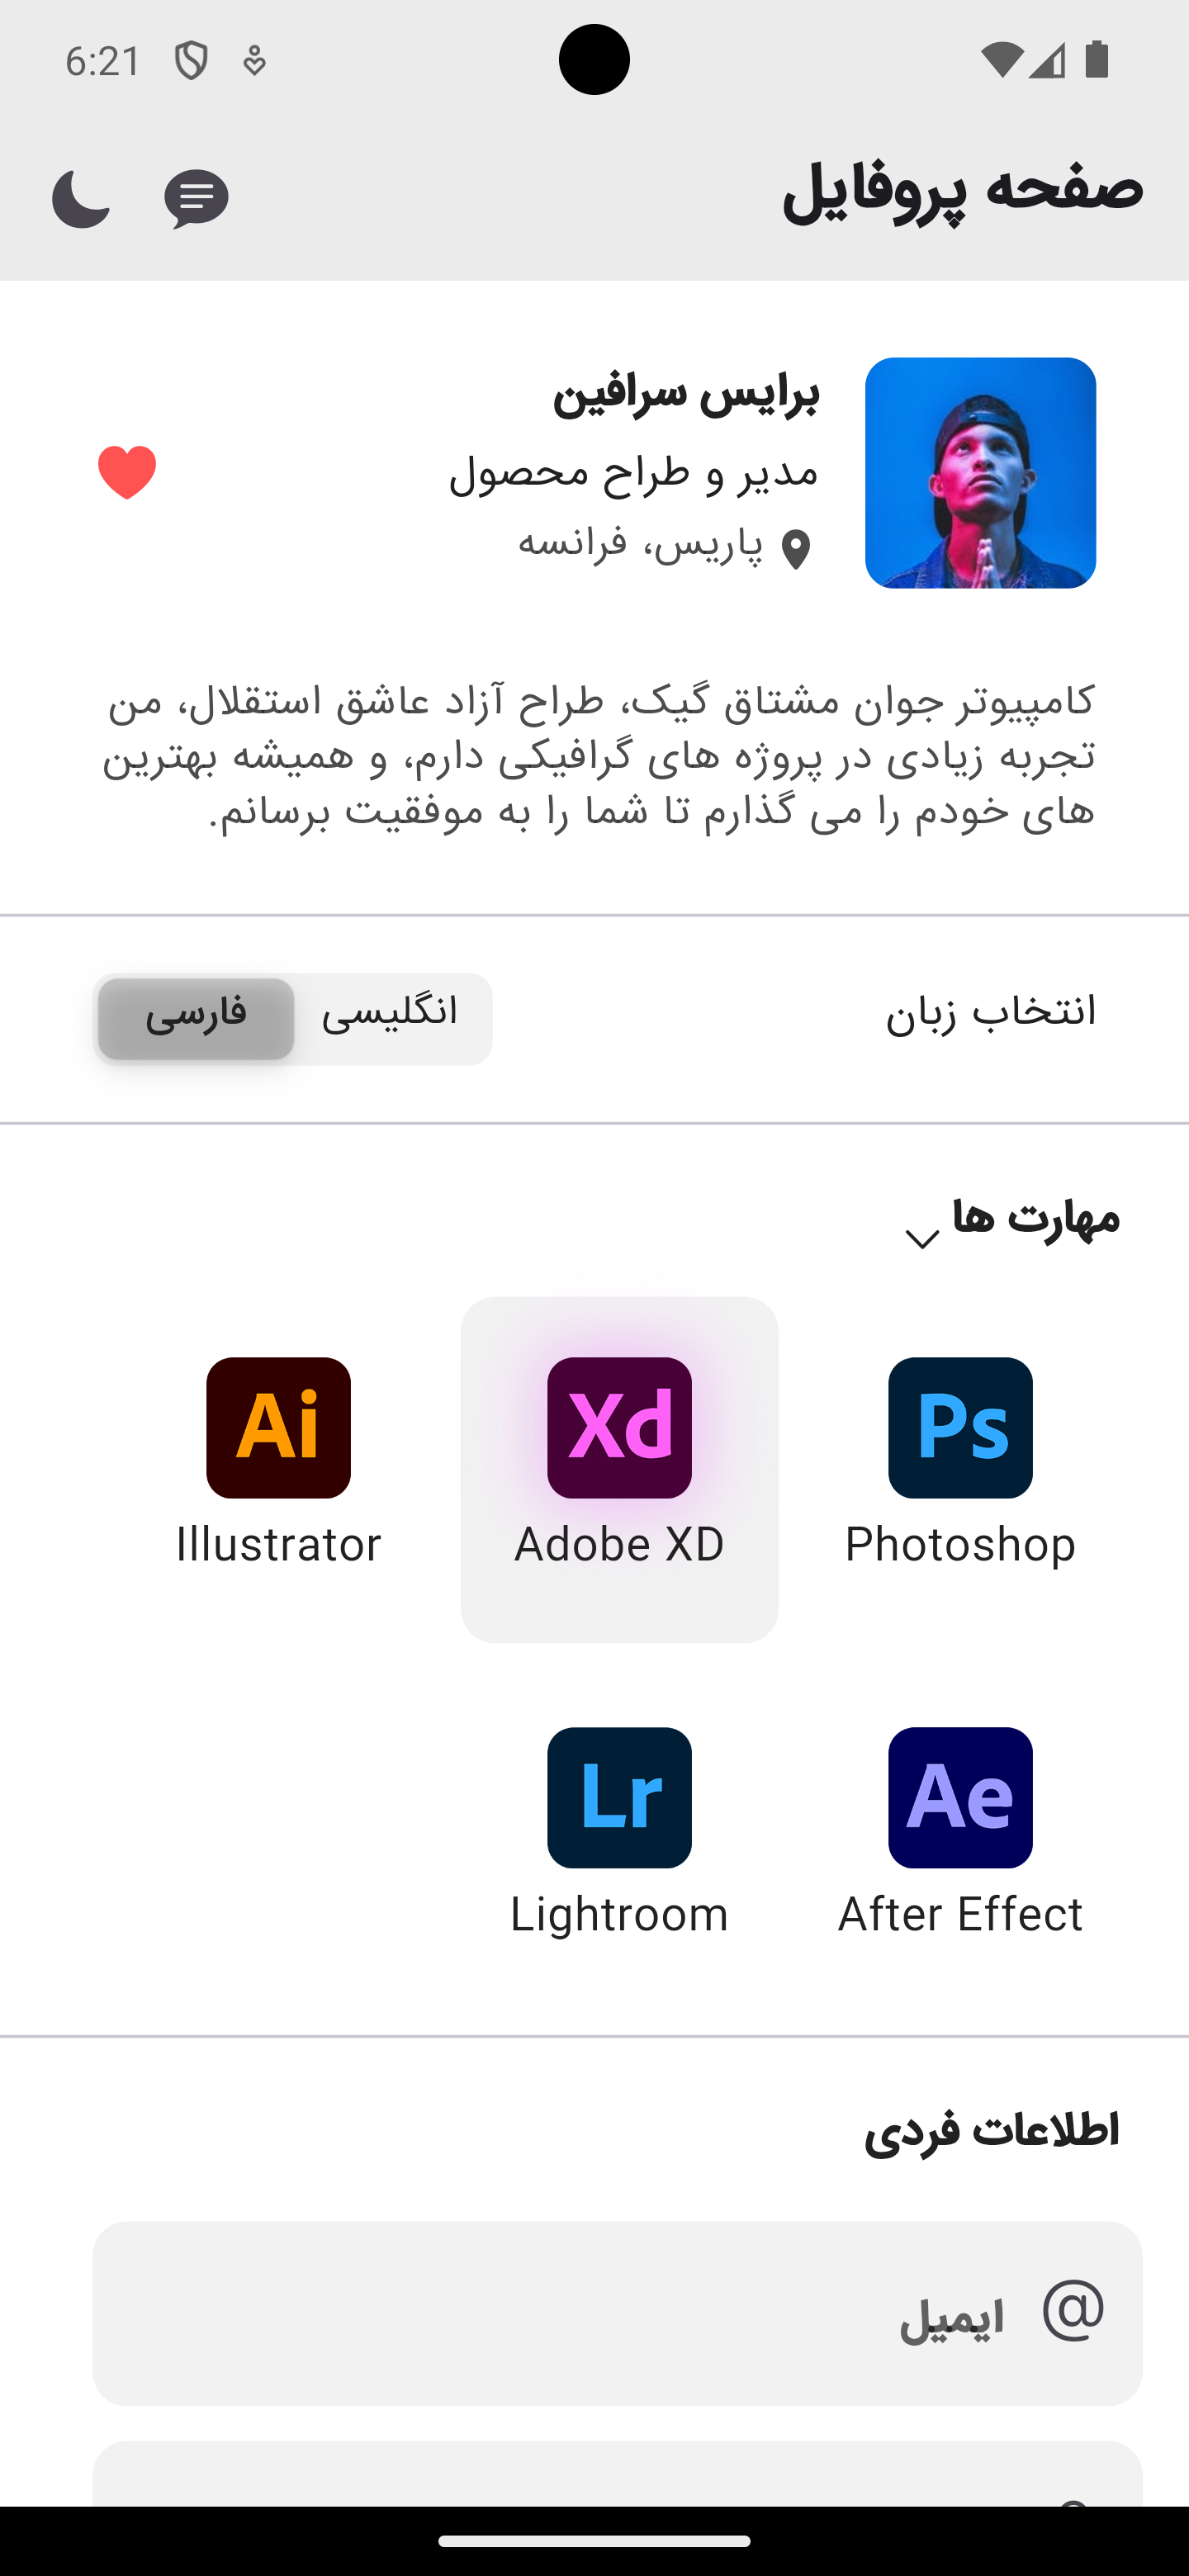 6:21
صفحه پروفایل
برایس سرافین
مدیر و طراح محصول
پاریس، فرانسه
کامپیوتر جوان مشتاق گیک، طراح آزاد عاشق استقلال، من
تجربه زیادی در پروژه های گرافیکی دارم، و همیشه بهترین
های خودم را می گذارم تا شما را به موفقیت برسانم.
انتخاب زبان
انگلیسی
فارسی
مهارت ها
Ps
Xd
Ai
Photoshop
Adobe XD
Illustrator
Ae
Lr
After Effect
Lightroom
اطلاعات فردی
@ ایمیل